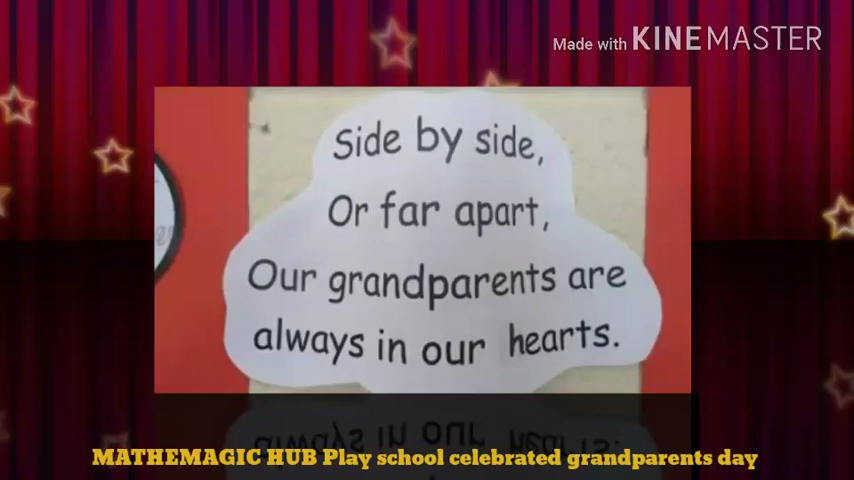 Made with KINEMASTER
Side by side,
Or far apart,
Our grandparents are
always in our hearts.
MATHEMAGIC HUB Play school celebrated grandparents day